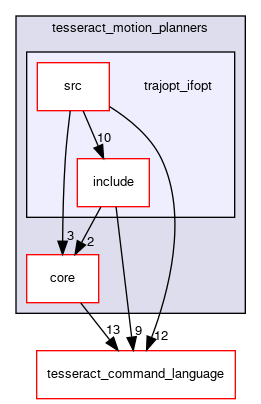 tesseract_motion_planners
src
trajopt_ifopt
10
include
3
2
core
13
9
12
tesseract_command_language